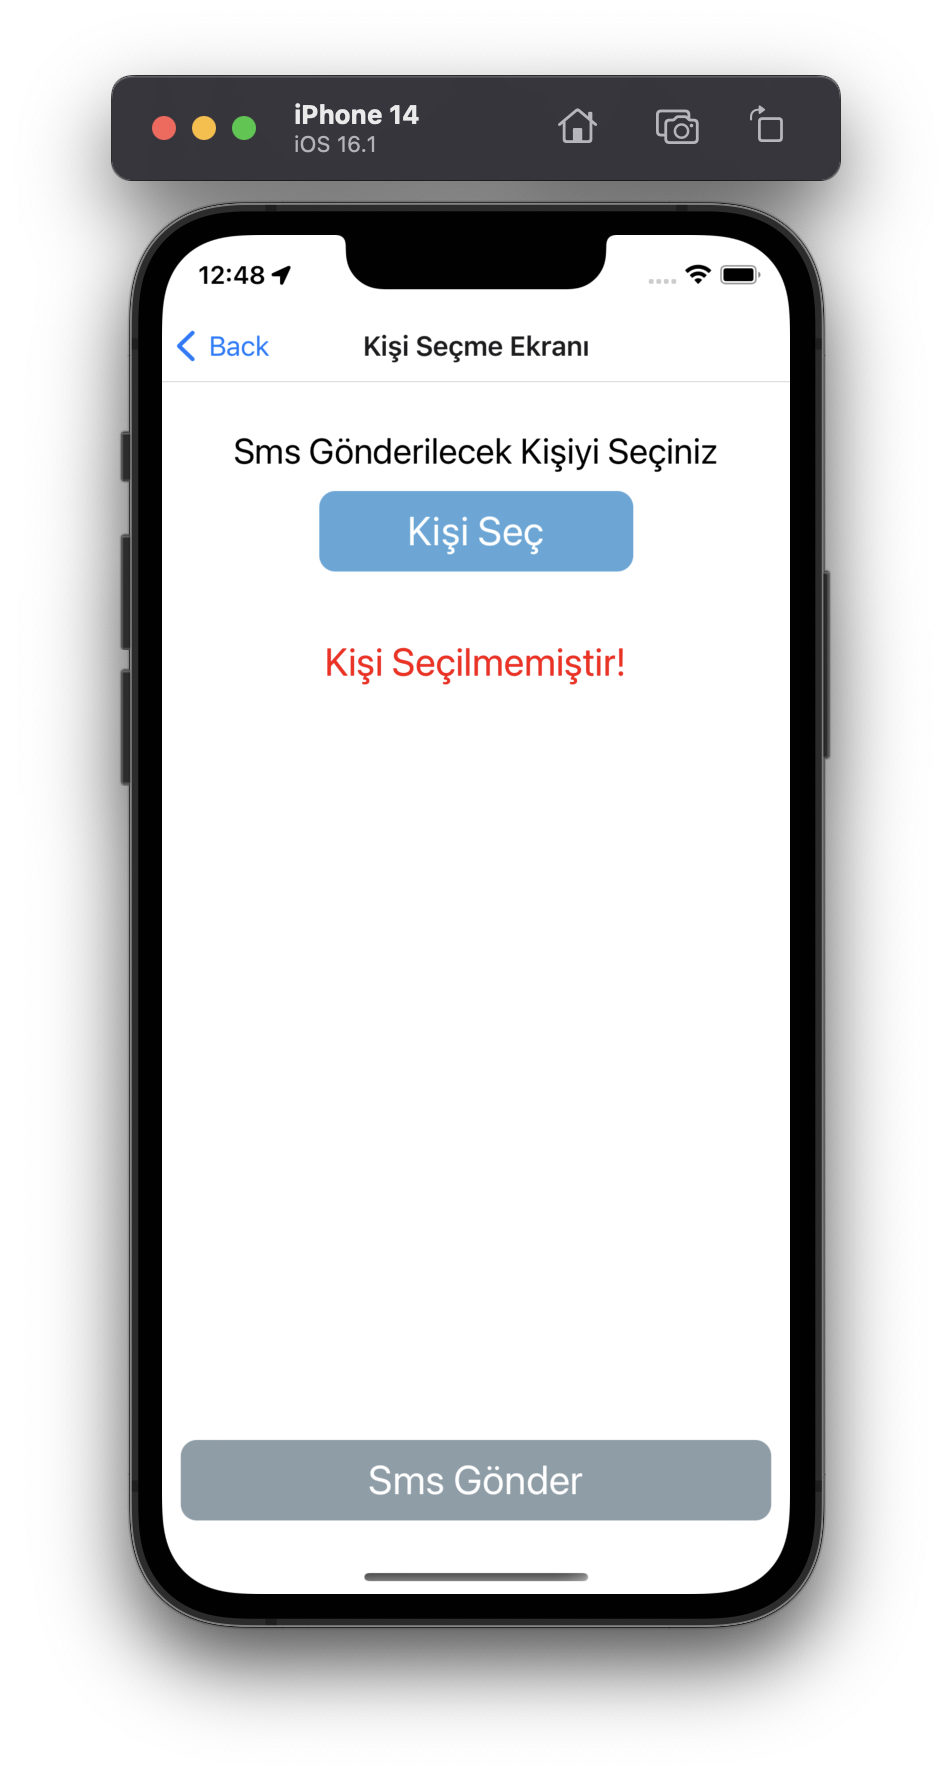 iPhone 14
iOS 16.1
12:48
Back
Kişi Seçme Ekranı
Sms Gönderilecek Kişiyi Seçiniz
Kişi Seç
Kişi Seçilmemiştir!
Sms Gönder